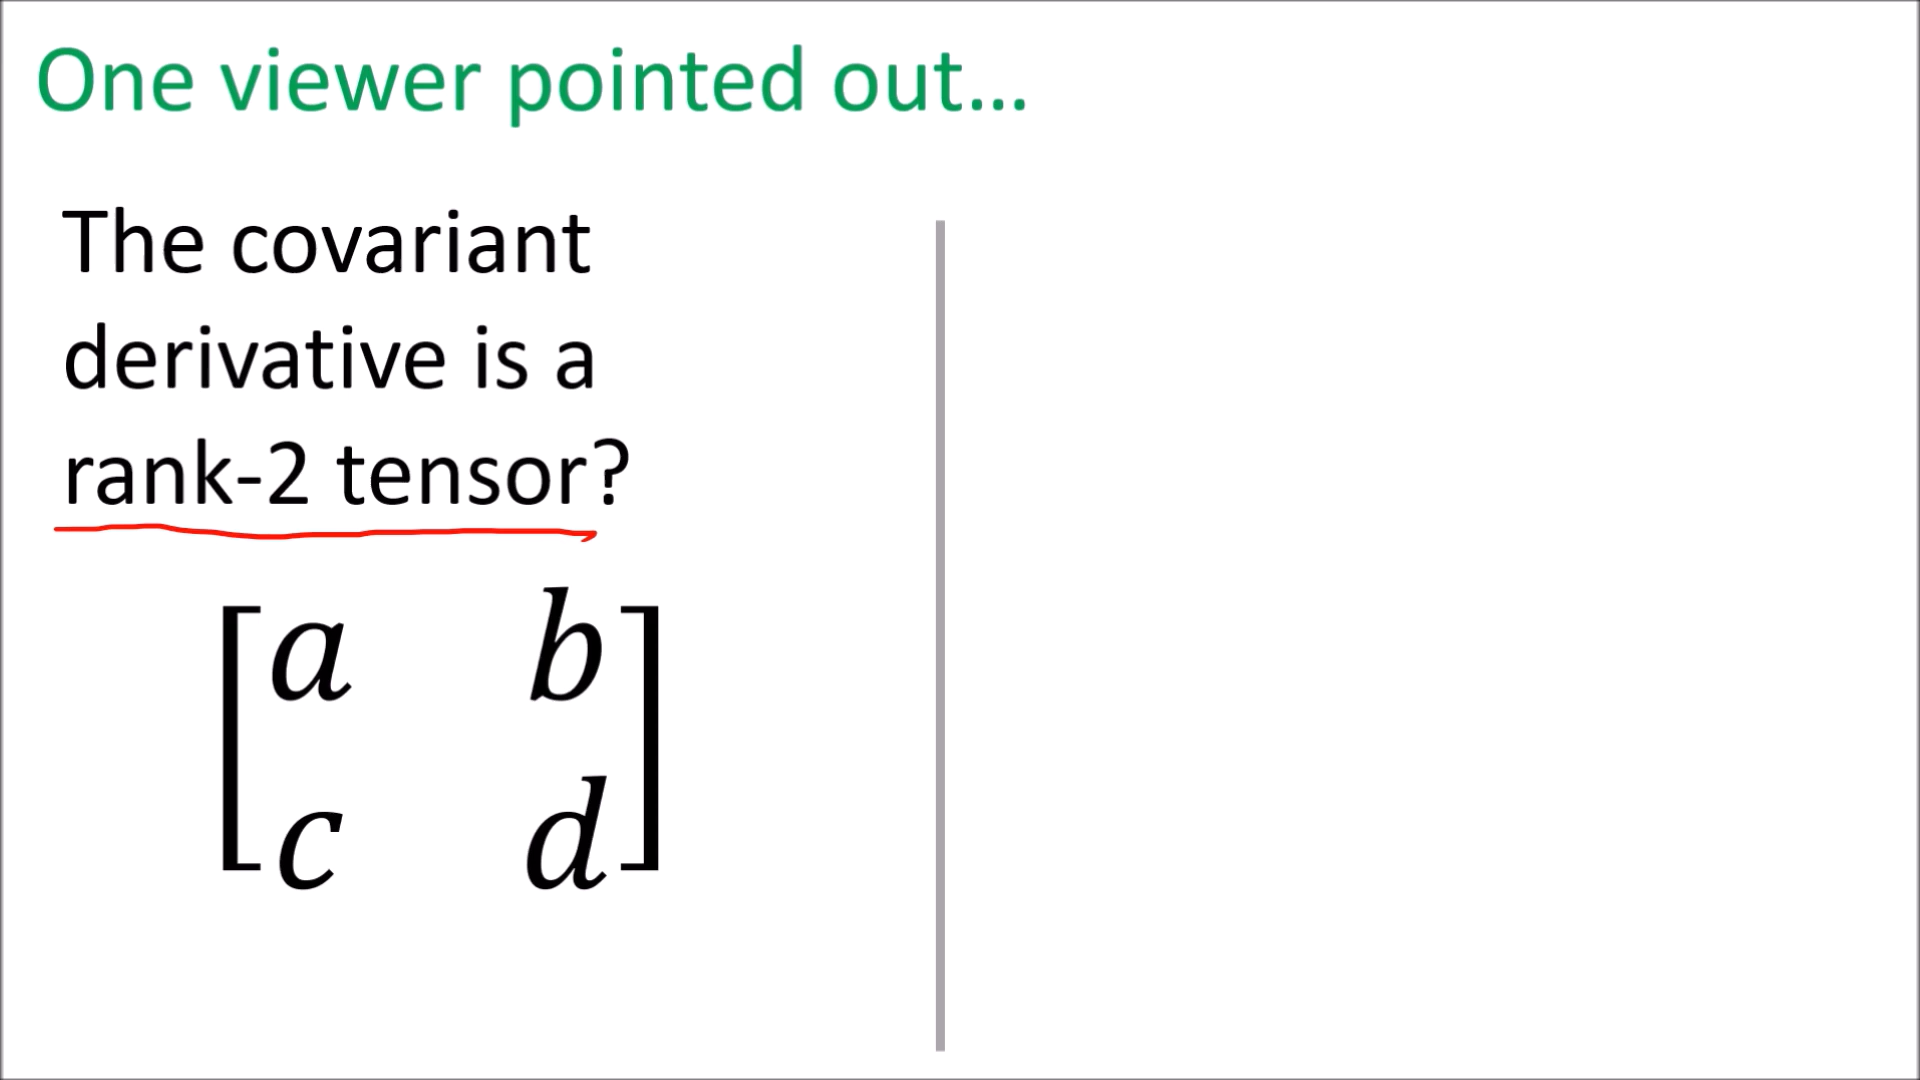 One viewer pointed out...
The covariant
derivative is a
rank-2 tensor?
a b
c d